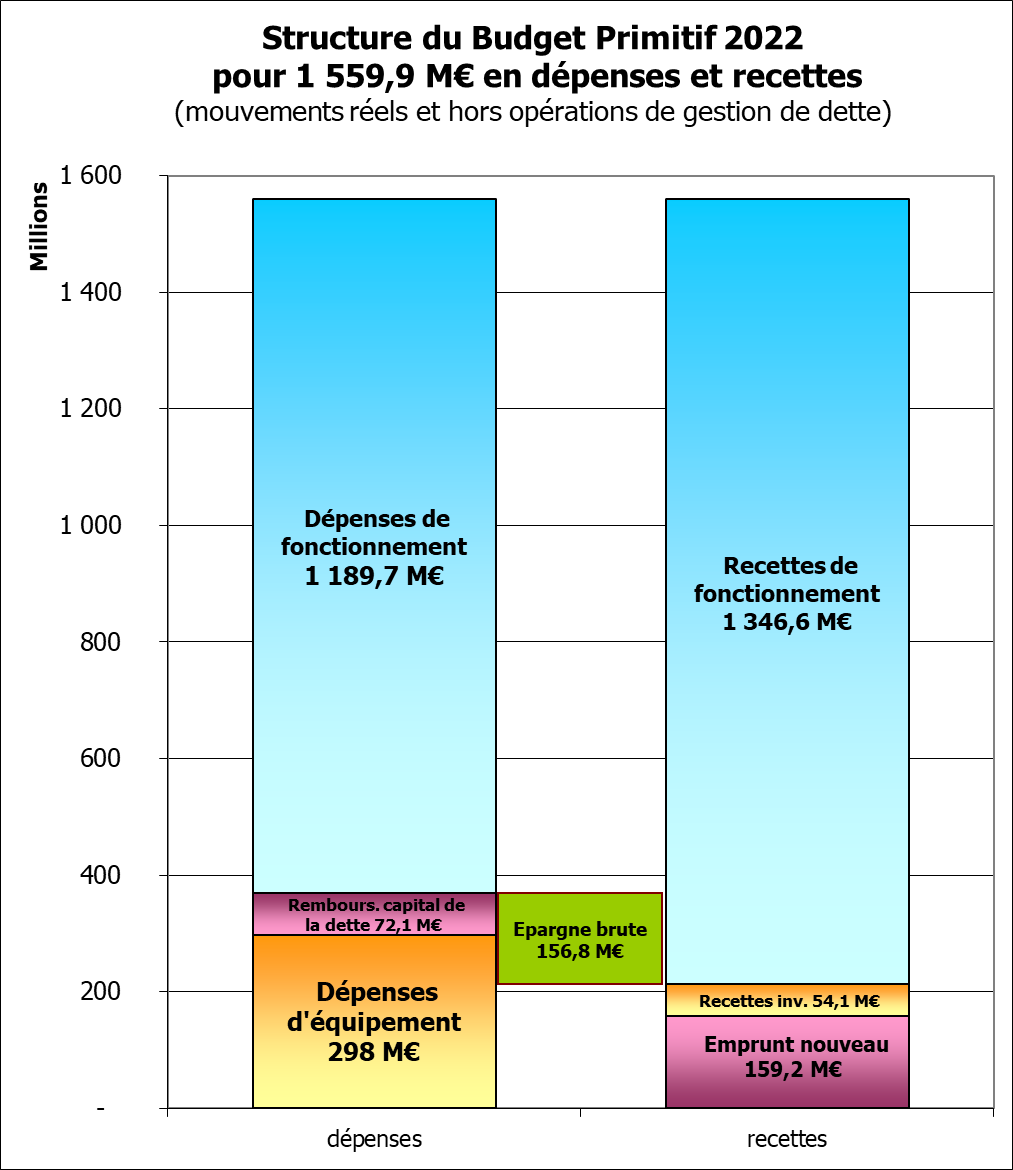 Structure du Budget Primitif 2022
pour 1 559,9 M€ en dépenses et recettes
(mouvements réels et hors opérations de gestion de dette)
Millions
1 600
1 400
1 200
1 000
800
600
400
200
-
Dépenses de
fonctionnement
1 189,7 M€
Rembours. capital de
la dette 72,1 M€
Dépenses
d'équipement
298 M€
Epargne brute
156,8 M€
Recettes de
fonctionnement
1 346,6 M€
Recettes inv. 54,1 M€
Emprunt nouveau
159,2 M€
dépenses
recettes